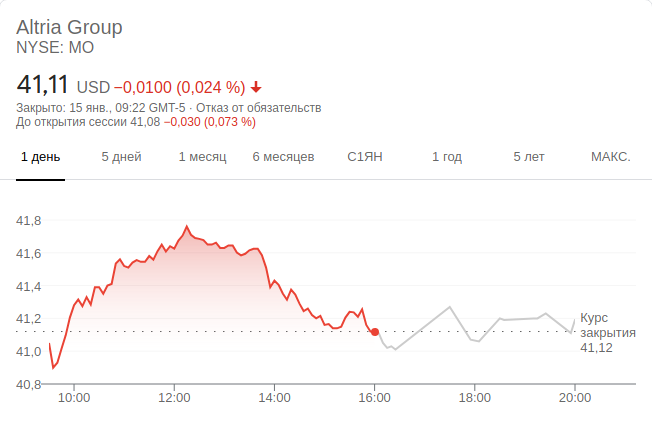 Altria Group
NYSE: MO
41,11 USD −0,0100 (0,024 %)
Закрыто: 15 янв., 09:22 GMT-5 · Отказ от обязательств
До открытия сессии 41,08 −0,030 (0,073 %)
1 день 5 дней 1 месяц 6 месяцев С1ЯН 1 год 5 лет МАКС.
41,8
41,6
41,4
41,2
41,0
40,8
Курс
закрытия
41,12
10:00 12:00 14:00 16:00 18:00 20:00